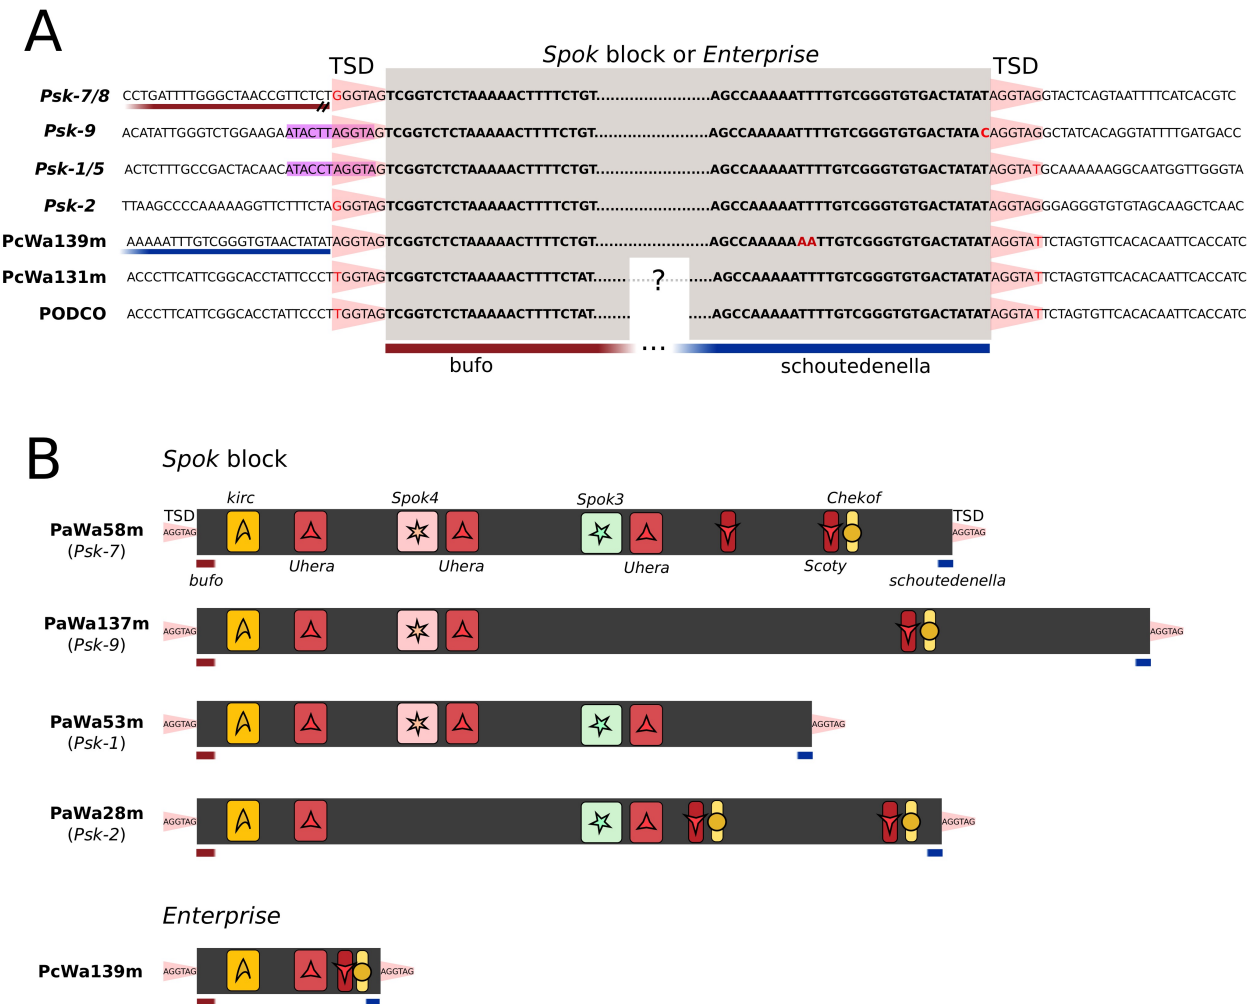 A
Spok block or Enterprise
TSD
TSD
Psk-7/8 CCTGATTTTGGGCTAACCGTTCTCTGGGTAGTCGGTCTCTAAAAACTTTTCTGT.......................AGCCAAAAATTTTGTCGGGTGTGACTATATAGGTAGGTACTCAGTAATTTTCATCACGTC
Psk-9 ACATATTGGGTCTGGAAGAATACTTAGGTAGTCGGTCTCTAAAAACTTTTCTGT.......................AGCCAAAAATTTTGTCGGGTGTGACTATACAGGTAGGCTATCACAGGTATTTTGATGACC
Psk-1/5 ACTCTTTGCCGACTACAACATACCTAGGTAGTCGGTCTCTAAAAACTTTTCTGT.......................AGCCAAAAATTTTGTCGGGTGTGACTATATAGGTATGCAAAAAAGGCAATGGTTGGGTA
Psk-2 TTAAGCCCCAAAAAGGTTCTTTCTAGGGTAGTCGGTCTCTAAAAACTTTTCTGT.......................AGCCAAAAATTTTGTCGGGTGTGACTATATAGGTAGGGAGGGTGTGTAGCAAGCTCAAC
PcWa139m AAAAATTTGTCGGGTGTAACTATATAGGTAGTCGGTCTCTAAAAACTTTTCTGT.......................AGCCAAAAAAATTGTCGGGTGTGACTATATAGGTATTCTAGTGTTCACACAATTCACCATC
PcWa131m ACCCTTCATTCGGCACCTATTCCCTTGGTAGTCGGTCTCTAAAAACTTTTCTAT....... ? .....AGCCAAAAATTTTGTCGGGTGTGACTATATAGGTATTCTAGTGTTCACACAATTCACCATC
PODCO ACCCTTCATTCGGCACCTATTCCCTTGGTAGTCGGTCTCTAAAAACTTTTCTAT........ .....AGCCAAAAATTTTGTCGGGTGTGACTATATAGGTATTCTAGTGTTCACACAATTCACCATC
...
bufo
schoutedenella
B
Spok block
kirc Spok4 Spok3 Chekof
TSD TSD
PaWa58m AGGTAG AGGTAG
(Psk-7)
Uhera Uhera Uhera Scoty
bufo schoutedenella
PaWa137m AGGTAG AGGTAG
(Psk-9)
PaWa53m AGGTAG AGGTAG
(Psk-1)
PaWa28m AGGTAG AGGTAG
(Psk-2)
Enterprise
PcWa139m AGGTAG AGGTAG